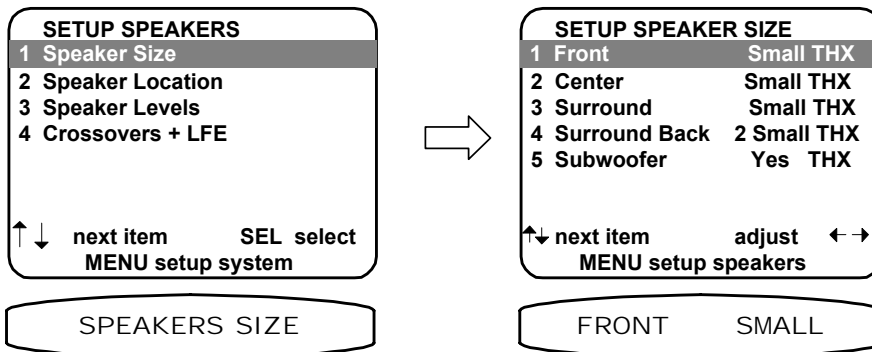 SETUP SPEAKERS
1 Speaker Size
2 Speaker Location
3 Speaker Levels
4 Crossovers + LFE
↑↓ next item SEL select
MENU setup system
SPEAKERS SIZE
SETUP SPEAKER SIZE
1 Front Small THX
2 Center Small THX
3 Surround Small THX
4 Surround Back 2 Small THX
5 Subwoofer Yes THX
↑↓ next item adjust ←→
MENU setup speakers
FRONT SMALL